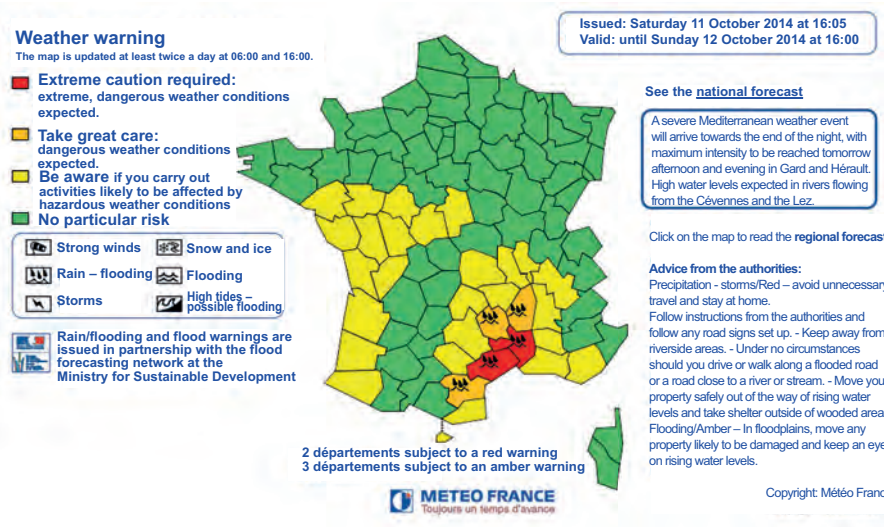 Weather warning
The map is updated at least twice a day at 06:00 and 16:00.
Extreme caution required:
extreme, dangerous weather conditions
expected.
Take great care:
dangerous weather conditions
expected.
Be aware if you carry out
activities likely to be affected by
hazardous weather conditions
No particular risk
Strong winds
Snow and ice
Rain – flooding
Flooding
Storms
High tides –
possible flooding
Rain/flooding and flood warnings are
issued in partnership with the flood
forecasting network at the
Ministry for Sustainable Development
2 départements subject to a red warning
3 départements subject to an amber warning
METEO FRANCE
Toujours un temps d'avance
Issued: Saturday 11 October 2014 at 16:05
Valid: until Sunday 12 October 2014 at 16:00
See the national forecast
A severe Mediterranean weather event
will arrive towards the end of the night, with
maximum intensity to be reached tomorrow
afternoon and evening in Gard and Hérault.
High water levels expected in rivers flowing
from the Cévennes and the Lez.
Click on the map to read the regional forecast
Advice from the authorities:
Precipitation - storms/Red – avoid unnecessary
travel and stay at home.
Follow instructions from the authorities and
follow any road signs set up. - Keep away from
riverside areas. - Under no circumstances
should you drive or walk along a flooded road
or a road close to a river or stream. - Move you
property safely out of the way of rising water
levels and take shelter outside of wooded area
Flooding/Amber – In floodplains, move any
property likely to be damaged and keep an eye
on rising water levels.
Copyright: Météo Franc